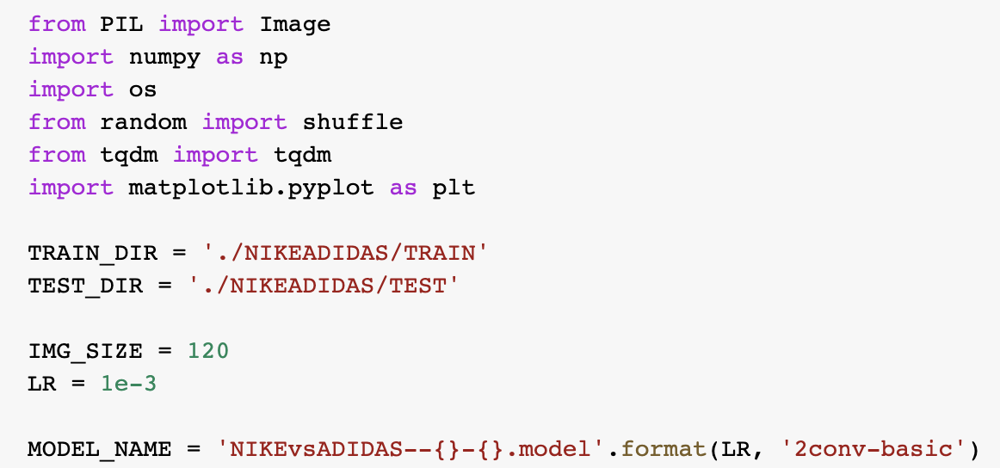 from PIL import Image
import numpy as np
import os
from random import shuffle
from tqdm import tqdm
import matplotlib.pyplot as plt
TRAIN_DIR = './NIKEADIDAS/TRAIN'
TEST_DIR = './NIKEADIDAS/TEST'
IMG_SIZE = 120
LR = 1e-3
MODEL_NAME = 'NIKEvsADIDAS--{}-{}.model'.format(LR, '2conv-basic')